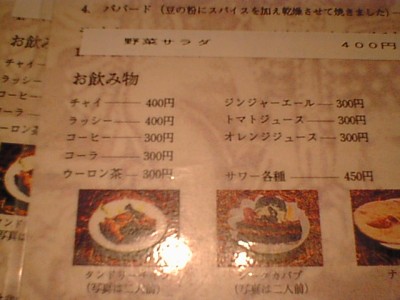 4. パパード (豆の粉にスパイスを加え乾燥させて焼きました)
野菜サラダ 400円
お飲み物
チャイ 400円 ジンジャーエール 300円
ラッシー 400円 トマトジュース 300円
コーヒー 300円 オレンジジュース 300円
コーラ 300円
ウーロン茶 300円 サワー各種 450円
(写真は二人前) (写真は二人前)